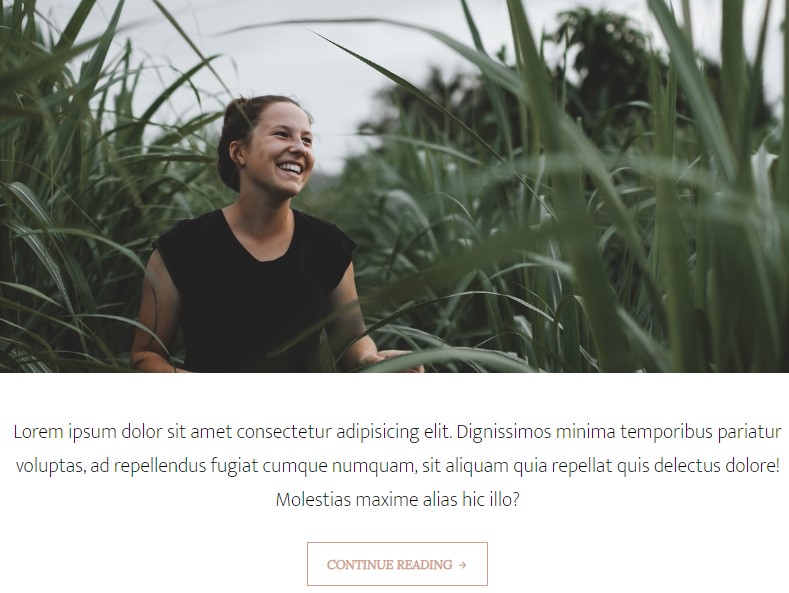 Lorem ipsum dolor sit amet consectetur adipisicing elit. Dignissimos minima temporibus pariatur
voluptas, ad repellendus fugiat cumque numquam, sit aliquam quia repellat quis delectus dolore!
Molestias maxime alias hic illo?
CONTINUE READING →